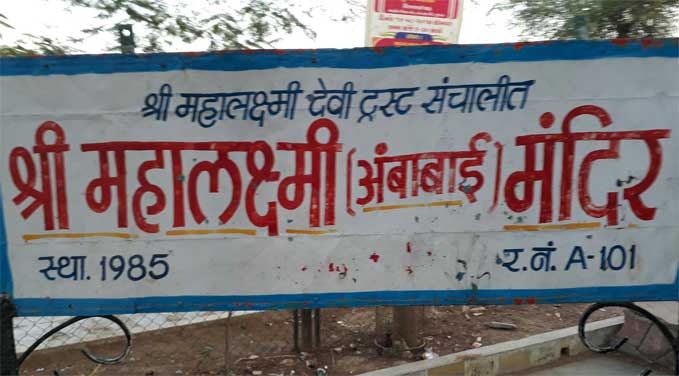 श्री महालक्ष्मी देवी ट्रस्ट संचालीत
श्री महालक्ष्मी (अंबाबाई) मंदिर
स्था. 1985
र. नं. A-101